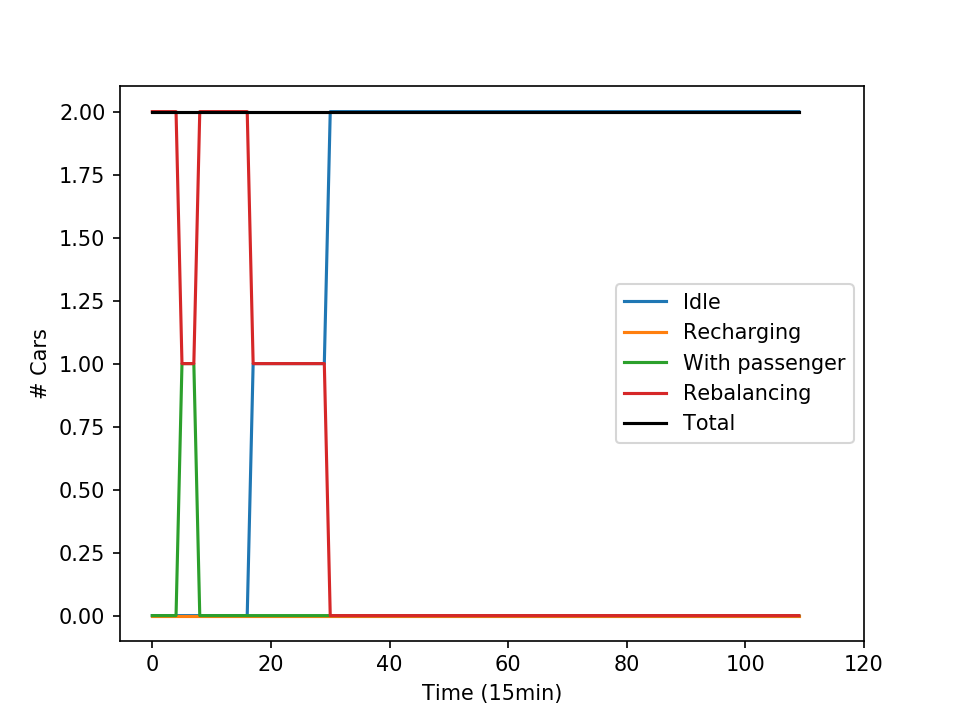 2.00
1.75
1.50
1.25
1.00
0.75
0.50
0.25
0.00
# Cars
Idle
Recharging
With passenger
Rebalancing
Total
0 20 40 60 80 100 120
Time (15min)